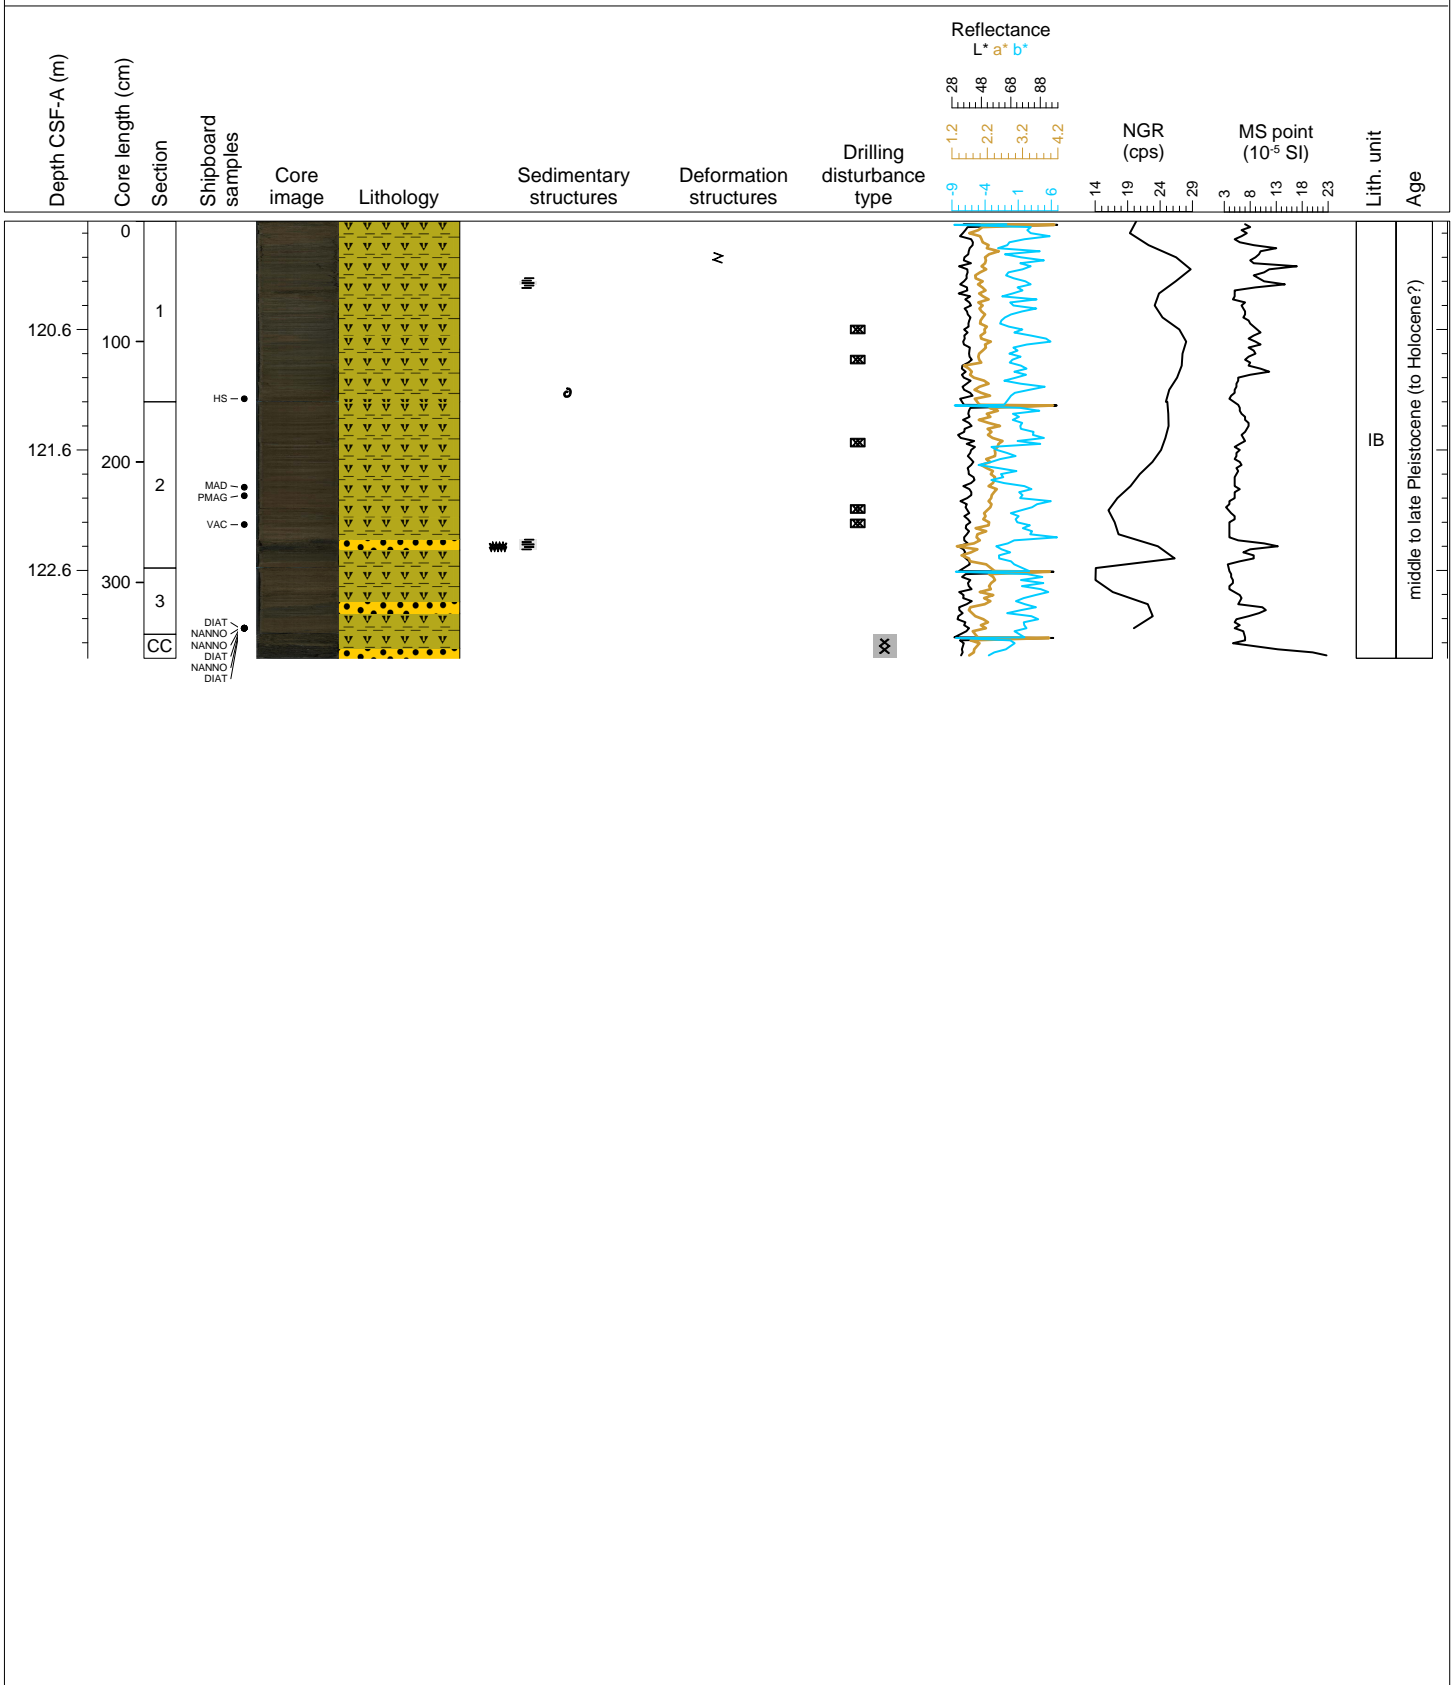 Depth CSF-A (m)
Core length (cm)
Section
Shipboard
samples
Core
image
Lithology
Sedimentary
structures
Deformation
structures
Drilling
disturbance
type
Reflectance
L* a* b*
28 48 68 88
1.2 2.2 3.2 4.2
-9 -4 1 6
NGR
(cps)
14 19 24 29
MS point
(10-5 SI)
3 8 13 18 23
Lith. unit
Age
0
1
120.6
100
HS
121.6
200
2
MAD
PMAG
VAC
122.6
300
3
DIAT
NANNO
NANNO
DIAT
NANNO
DIAT
CC
IB
middle to late Pleistocene (to Holocene?)